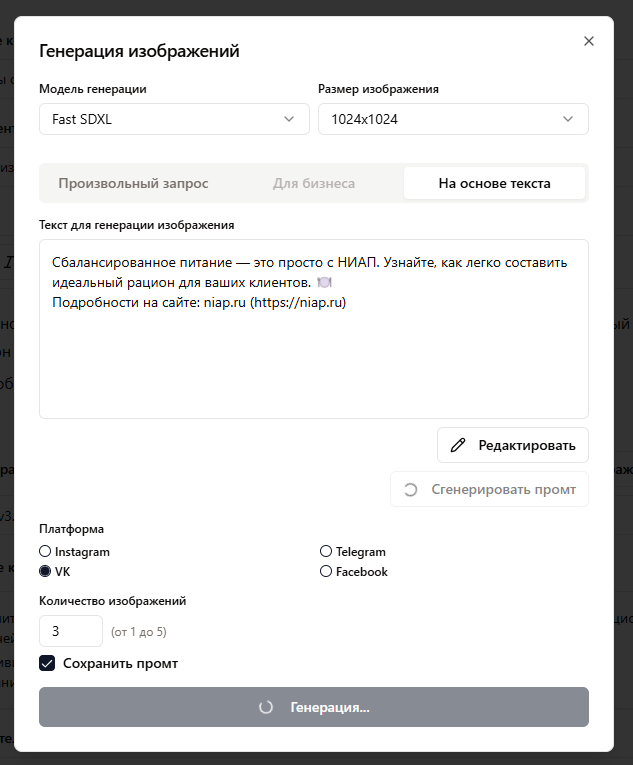 Генерация изображений
Модель генерации
Размер изображения
Fast SDXL
1024x1024
Произвольный запрос
Для бизнеса
На основе текста
Текст для генерации изображения
Сбалансированное питание — это просто с НИАП. Узнайте, как легко составить
идеальный рацион для ваших клиентов. 🍽️
Подробности на сайте: niap.ru (https://niap.ru)
Редактировать
Сгенерировать промт
Платформа
Instagram
Telegram
VK
Facebook
Количество изображений
3
(от 1 до 5)
Сохранить промт
Генерация...